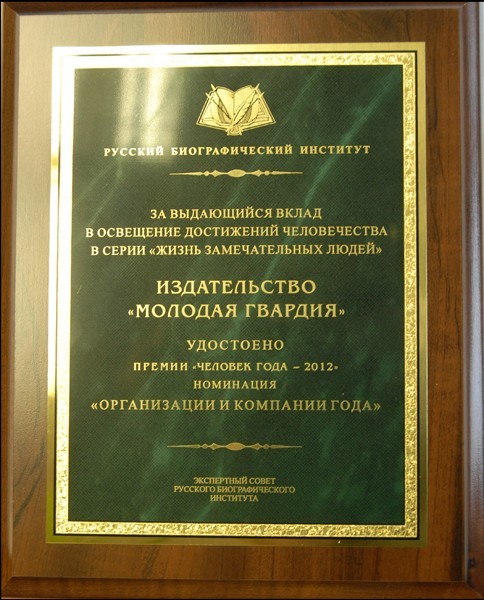 РУССКИЙ БИОГРАФИЧЕСКИЙ ИНСТИТУТ
ЗА ВЫДАЮЩИЙСЯ ВКЛАД
В ОСВЕЩЕНИЕ ДОСТИЖЕНИЙ ЧЕЛОВЕЧЕСТВА
В СЕРИИ «ЖИЗНЬ ЗАМЕЧАТЕЛЬНЫХ ЛЮДЕЙ»
ИЗДАТЕЛЬСТВО
«МОЛОДАЯ ГВАРДИЯ»
УДОСТОЕНО
ПРЕМИИ «ЧЕЛОВЕК ГОДА – 2012»
НОМИНАЦИЯ
«ОРГАНИЗАЦИИ И КОМПАНИИ ГОДА»
ЭКСПЕРТНЫЙ СОВЕТ
РУССКОГО БИОГРАФИЧЕСКОГО
ИНСТИТУТА